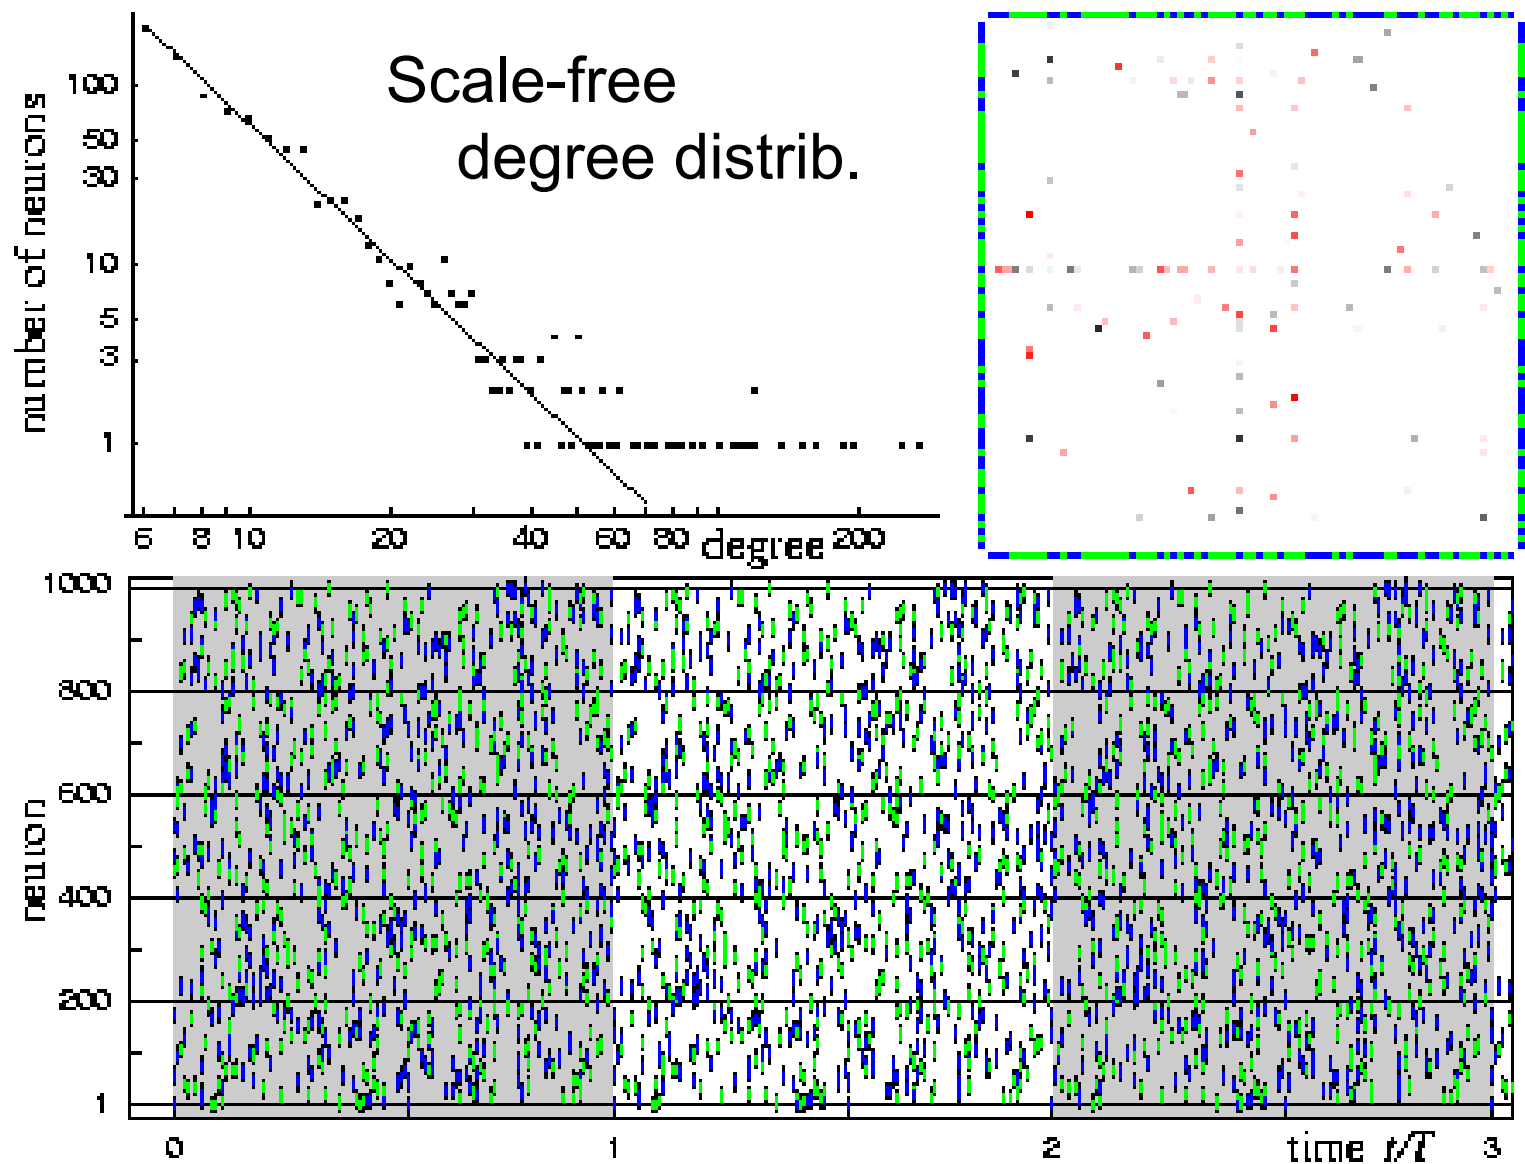 Scale-free
degree distrib.
number of neurons
100
50
30
10
5
3
1
6 8 10 20 40 60 80 degree 200
neuron
1000
800
600
400
200
1
0 1 2 time t/T 3